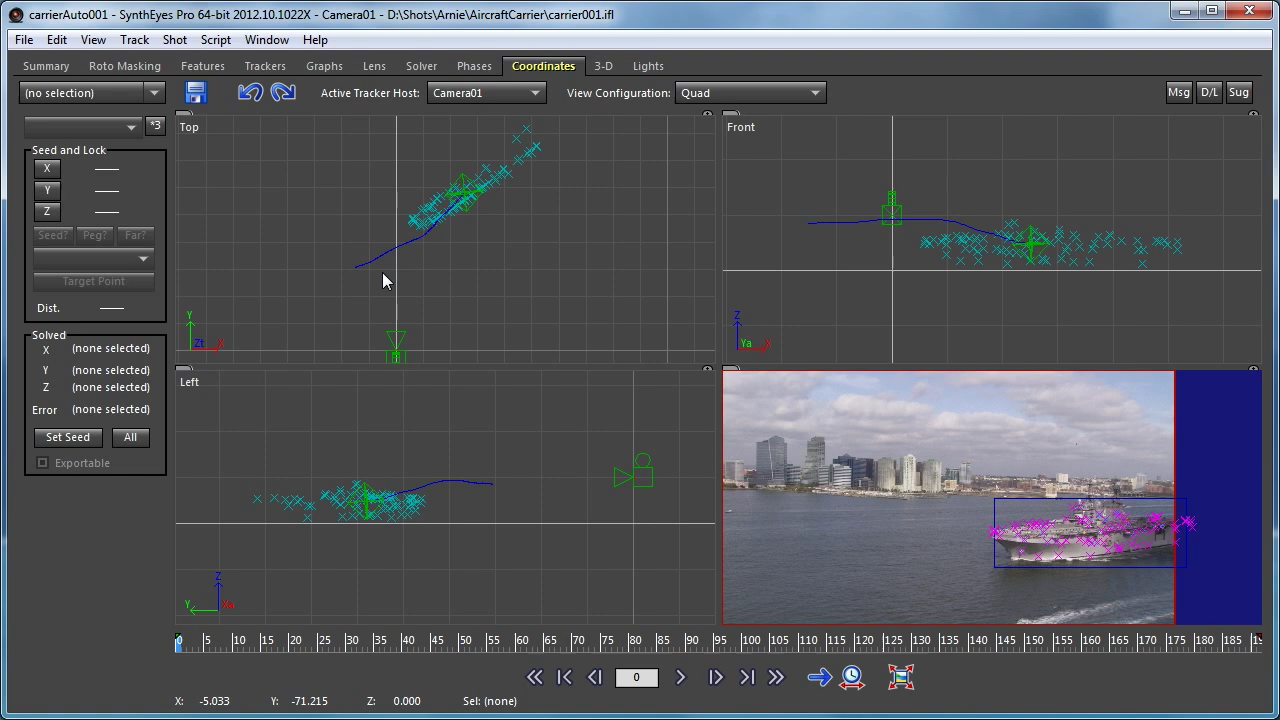 carrierAuto001 - SynthEyes Pro 64-bit 2012.10.1022X - Camera01 - D:\Shots\Arnie\AircraftCarrier\carrier001.ifl
File Edit View Track Shot Script Window Help
Summary Roto Masking Features Trackers Graphs Lens Solver Phases Coordinates 3-D Lights
(no selection) Active Tracker Host: Camera01 View Configuration: Quad Msg D/L Sug
*3
Top
Front
Seed and Lock
X
Y
Z
Seed? Peg? Far?
Target Point
Dist.
Solved
X (none selected)
Y (none selected)
Z (none selected)
Error (none selected)
Set Seed All
Exportable
Y
Zt X
Z
Ya X
Left
Z
Y Xa
0 5 10 15 20 25 30 35 40 45 50 55 60 65 70 75 80 85 90 95 100 105 110 115 120 125 130 135 140 145 150 155 160 165 170 175 180 185
0
X: -5.033 Y: -71.215 Z: 0.000 Sel: (none)